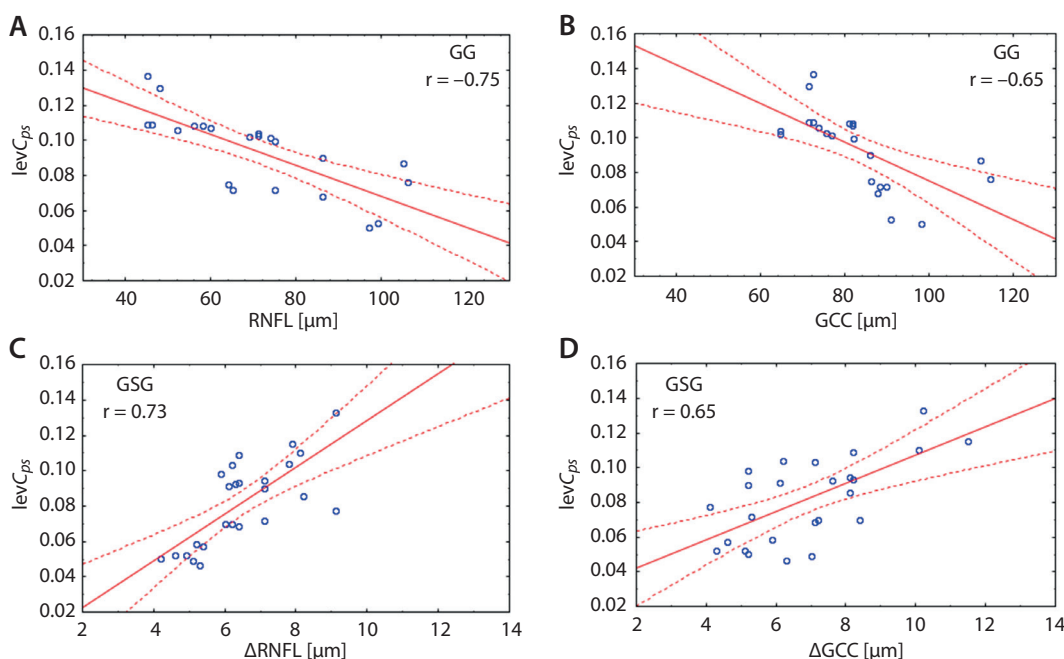 A
0.16
0.14
0.12
0.10
0.08
0.06
0.04
0.02
levCps
GG
r = −0.75
40 60 80 100 120
RNFL [µm]
B
0.16
0.14
0.12
0.10
0.08
0.06
0.04
0.02
levCps
GG
r = −0.65
40 60 80 100 120
GCC [µm]
C
0.16
0.14
0.12
0.10
0.08
0.06
0.04
0.02
levCps
GSG
r = 0.73
2 4 6 8 10 12 14
ΔRNFL [µm]
D
0.16
0.14
0.12
0.10
0.08
0.06
0.04
0.02
levCps
GSG
r = 0.65
2 4 6 8 10 12 14
ΔGCC [µm]